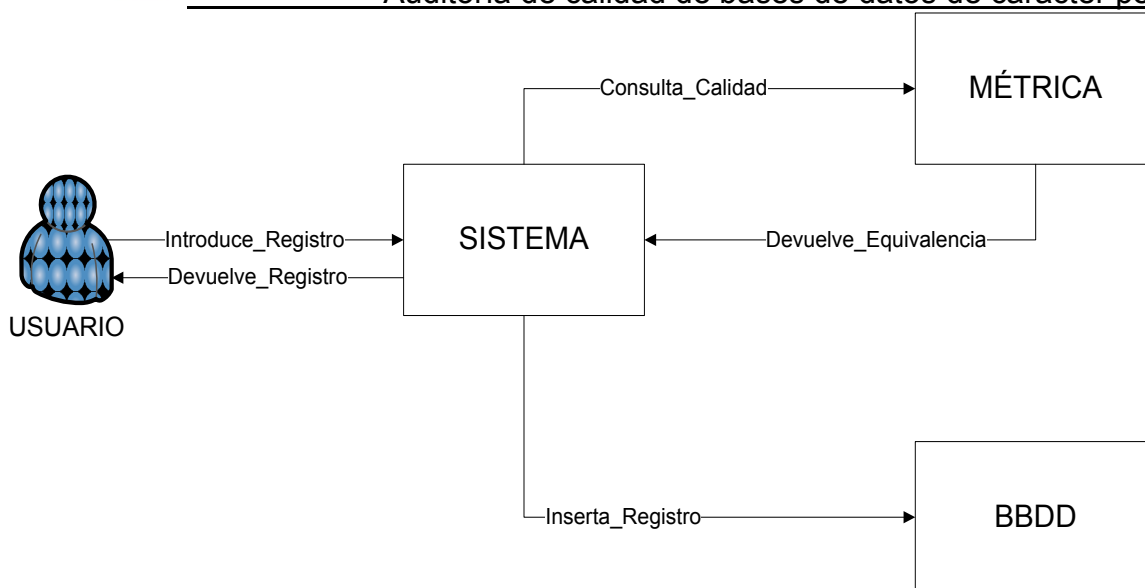 Auditoría de calidad de bases de datos de carácter
MÉTRICA
Consulta_Calidad
SISTEMA
Introduce_Registro
Devuelve_Equivalencia
Devuelve_Registro
USUARIO
Inserta_Registro
BBDD